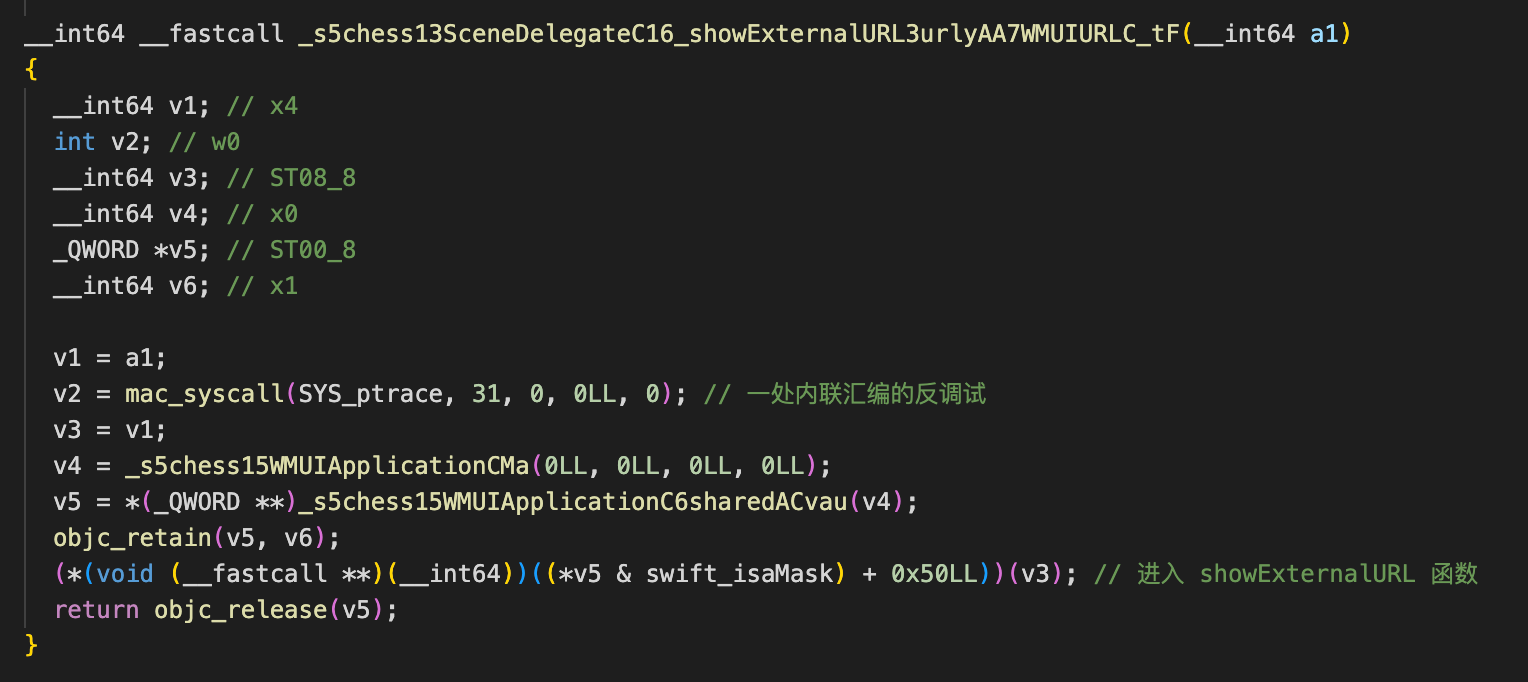 __int64 __fastcall _s5chess13SceneDelegateC16_showExternalURL3urlyAA7WMUIURLC_tF(__int64 a1)
{
  __int64 v1; // x4
  int v2; // w0
  __int64 v3; // ST08_8
  __int64 v4; // x0
  _QWORD *v5; // ST00_8
  __int64 v6; // x1

  v1 = a1;
  v2 = mac_syscall(SYS_ptrace, 31, 0, 0LL, 0); // 一处内联汇编的反调试
  v3 = v1;
  v4 = _s5chess15WMUIApplicationCMa(0LL, 0LL, 0LL, 0LL);
  v5 = *(_QWORD **)_s5chess15WMUIApplicationC6sharedACvau(v4);
  objc_retain(v5, v6);
  (*(void (__fastcall **)(__int64))((*v5 & swift_isaMask) + 0x50LL))(v3); // 进入 showExternalURL 函数
  return objc_release(v5);
}